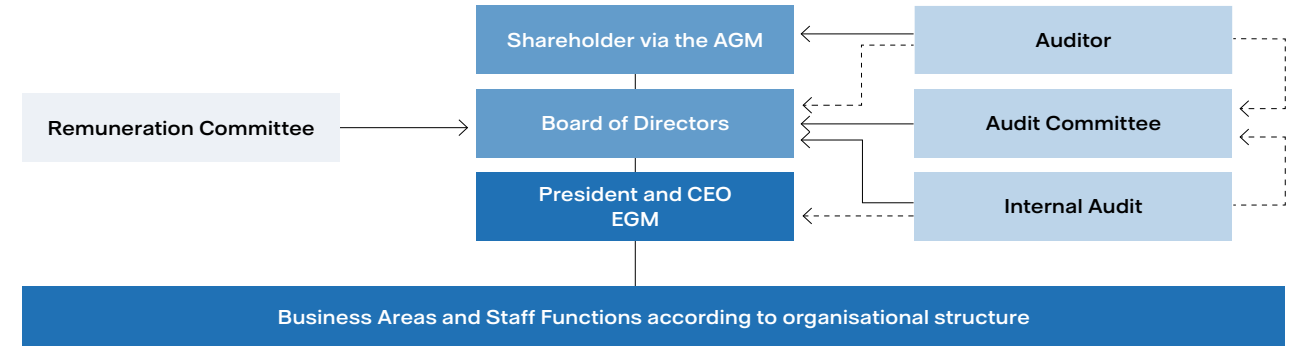 Shareholder via the AGM
Auditor
Remuneration Committee
Board of Directors
Audit Committee
President and CEO
EGM
Internal Audit
Business Areas and Staff Functions according to organisational structure